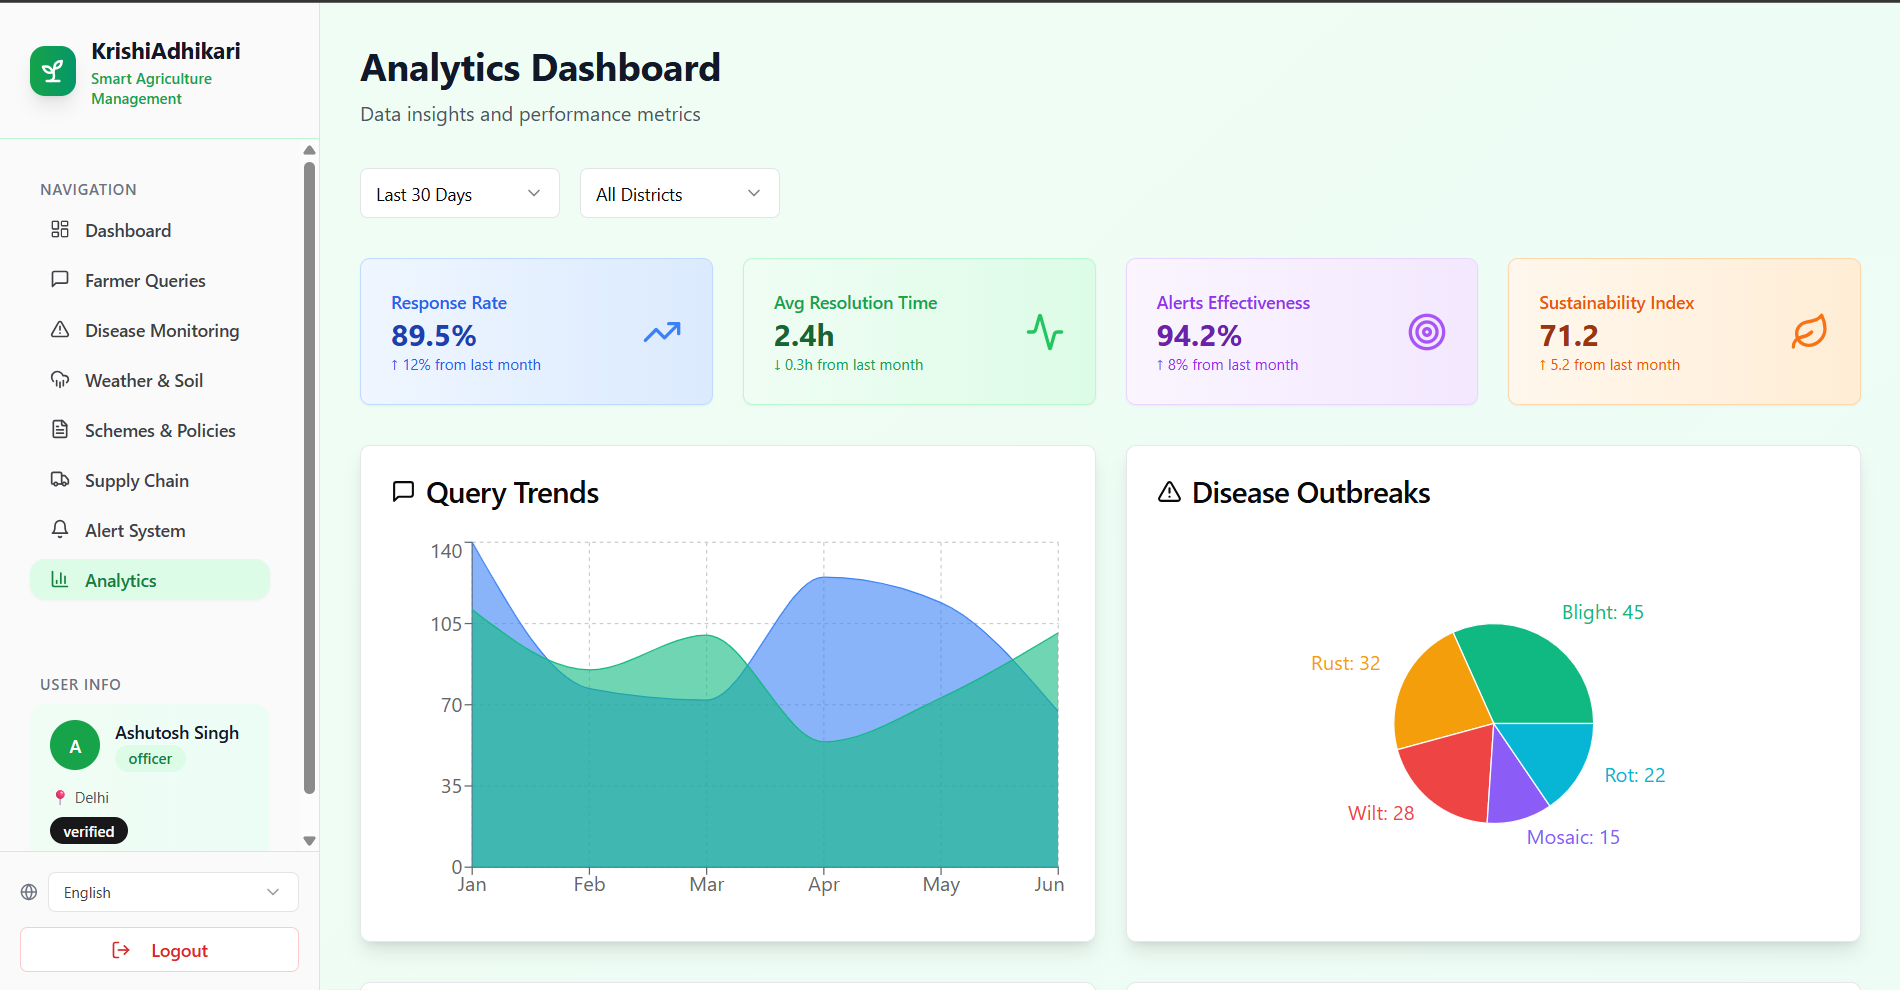 KrishiAdhikari
Smart Agriculture
Management
NAVIGATION
Dashboard
Farmer Queries
Disease Monitoring
Weather & Soil
Schemes & Policies
Supply Chain
Alert System
Analytics
USER INFO
A
Ashutosh Singh
officer
Delhi
verified
English
Logout
Analytics Dashboard
Data insights and performance metrics
Last 30 Days
All Districts
Response Rate
89.5%
↑ 12% from last month
Avg Resolution Time
2.4h
↓ 0.3h from last month
Alerts Effectiveness
94.2%
↑ 8% from last month
Sustainability Index
71.2
↑ 5.2 from last month
Query Trends
140
105
70
35
0
Jan Feb Mar Apr May Jun
Disease Outbreaks
Blight: 45
Rust: 32
Rot: 22
Wilt: 28
Mosaic: 15